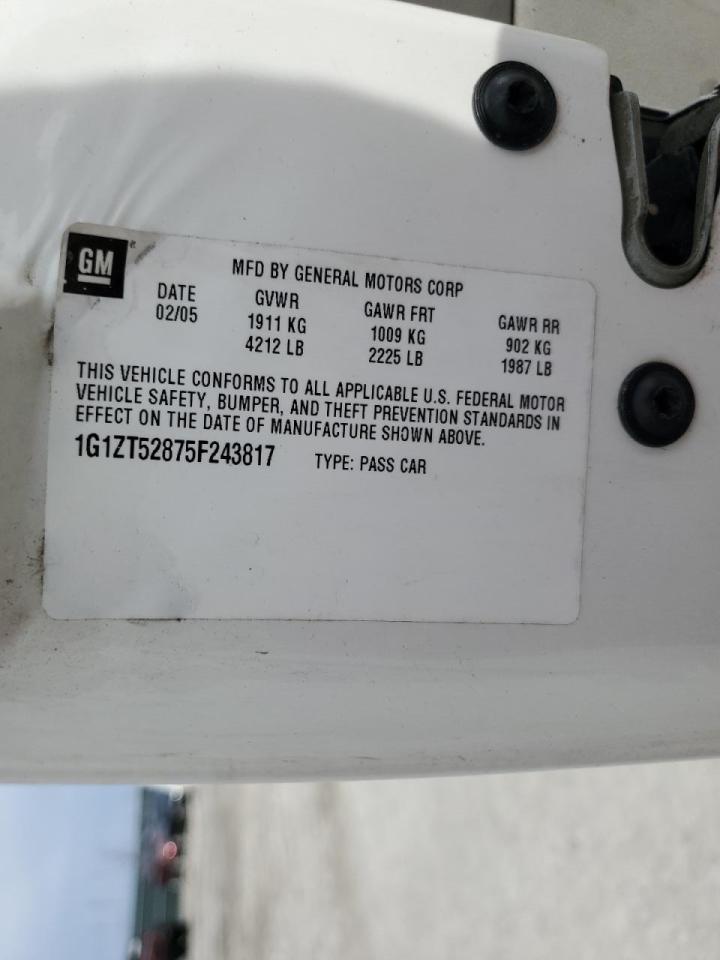 GM
MFD BY GENERAL MOTORS CORP
DATE GVWR GAWR FRT GAWR RR
02/05 1911 KG 1009 KG 902 KG
4212 LB 2225 LB 1987 LB
THIS VEHICLE CONFORMS TO ALL APPLICABLE U.S. FEDERAL MOTOR
VEHICLE SAFETY, BUMPER, AND THEFT PREVENTION STANDARDS IN
EFFECT ON THE DATE OF MANUFACTURE SHOWN ABOVE.
1G1ZT52875F243817 TYPE: PASS CAR